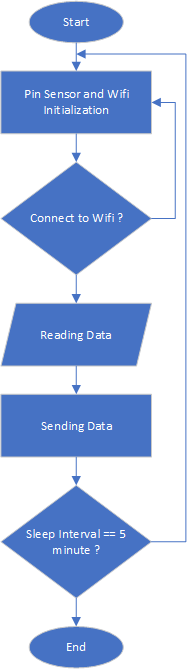 Start
Pin Sensor and Wifi
Initialization
Connect to Wifi ?
Reading Data
Sending Data
Sleep Interval == 5
minute ?
End